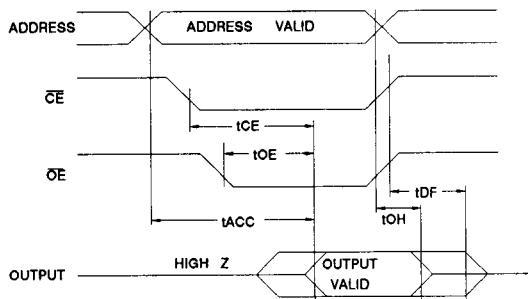 ADDRESS
ADDRESS VALID
CE
tCE
OE
tOE
tDF
tOH
tACC
OUTPUT
HIGH Z
OUTPUT
VALID